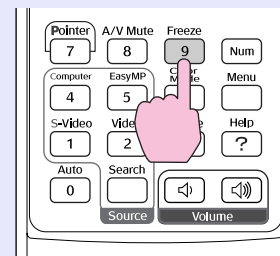 Pointer A/V Mute Freeze
7 8 9 Num
Computer EasyMP Menu
4 5
S-Video Help
1 2 ?
Auto Search
0
Source Volume